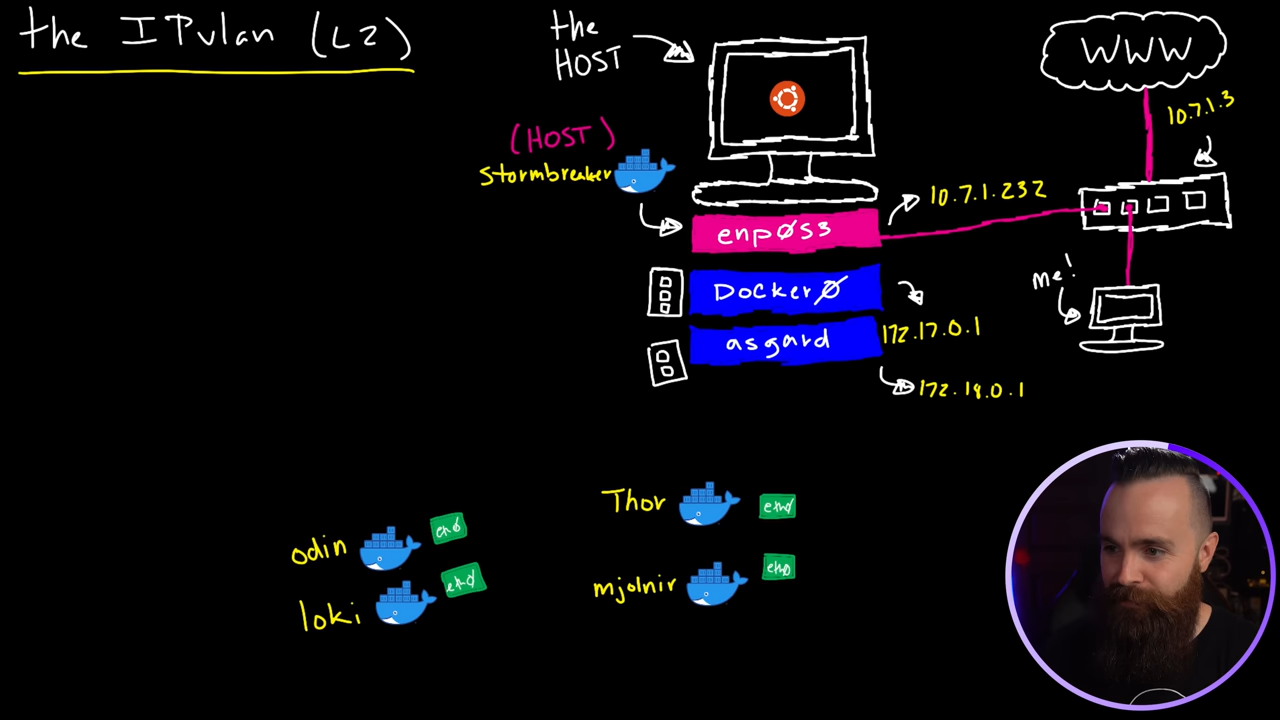 the IPvlan (L2)
the
HOST
WWW
10.7.1.3
(HOST)
stormbreaker
enp0s3
10.7.1.232
me!
Docker0
172.17.0.1
asgard
172.18.0.1
Thor
eth0
odin
eth0
mjolnir
eth0
loki
eth0